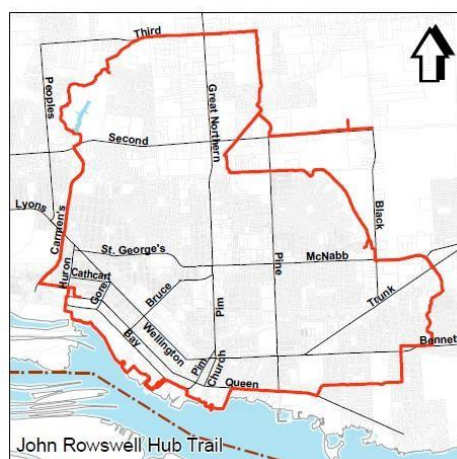 Third
Peoples
Great Northern
Second
Lyons
Carmen's
Black
St. George's
McNabb
Huron
Cathcart
Gore
Bruce
Pim
Pine
Trunk
Bay
Wellington
Bennet
Pim
Church
Queen
John Rowswell Hub Trail